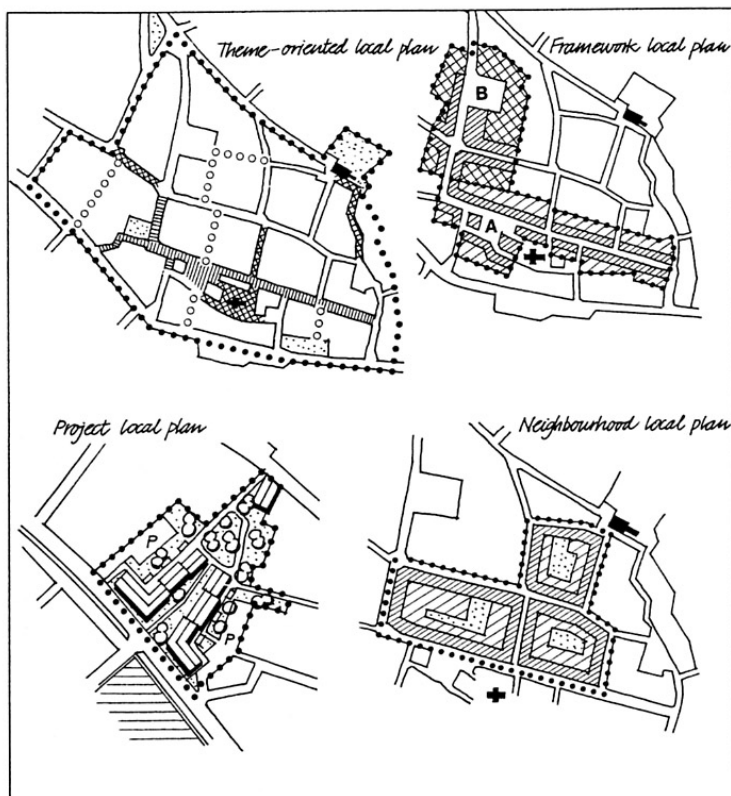 Theme-oriented local plan
Framework local plan
B
A
Project local plan
Neighbourhood local plan
P
P